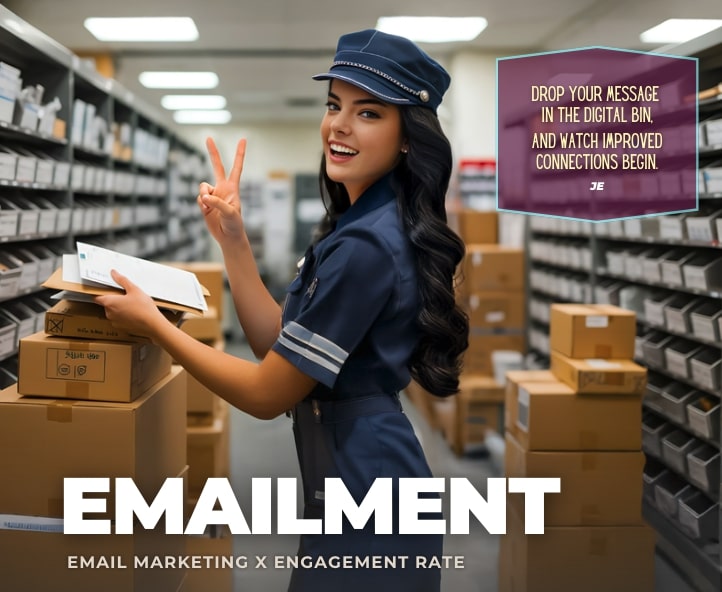 DROP YOUR MESSAGE
IN THE DIGITAL BIN,
AND WATCH IMPROVED
CONNECTIONS BEGIN.
JE
EMAILMENT
EMAIL MARKETING X ENGAGEMENT RATE